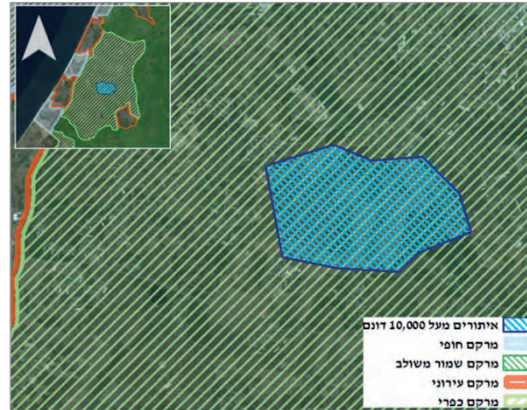 איתורים מעל 10,000 דונם
מרקם חופי
מרקם שמור משולב
מרקם עירוני
מרקם כפרי